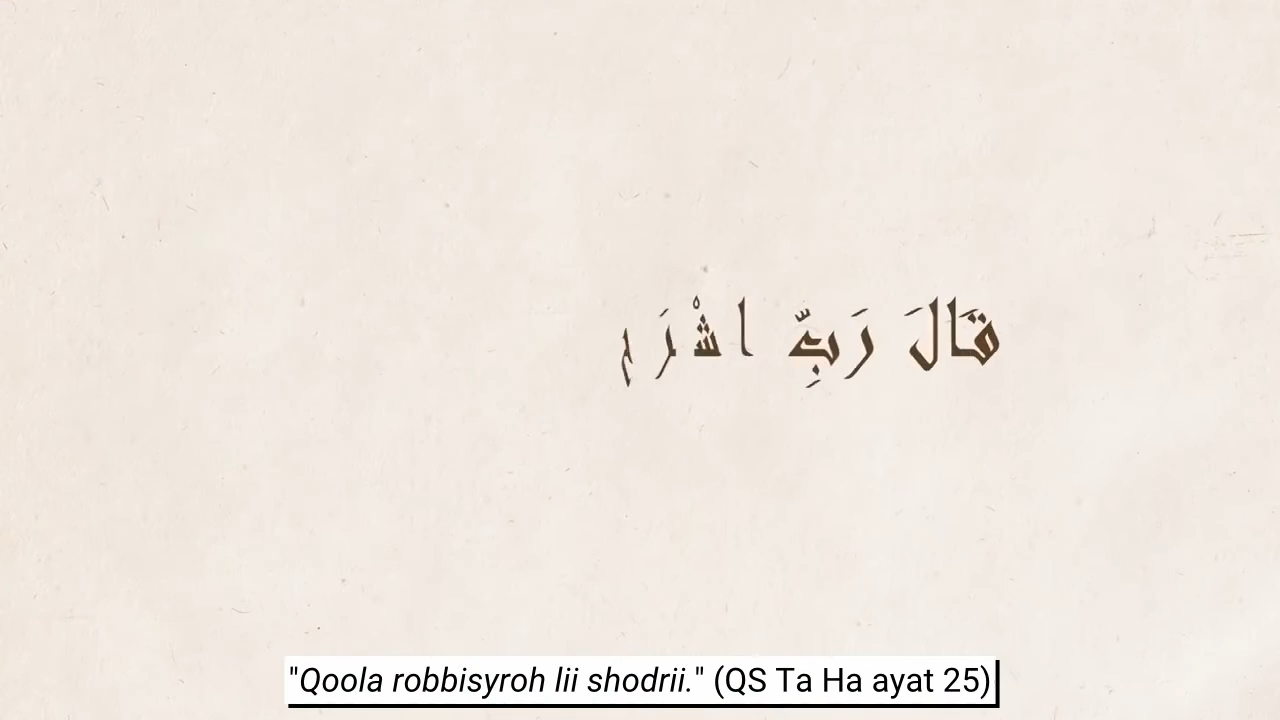 قَالَ رَبِّ اشْرَح
"Qoola robbisyroh lii shodrii." (QS Ta Ha ayat 25)